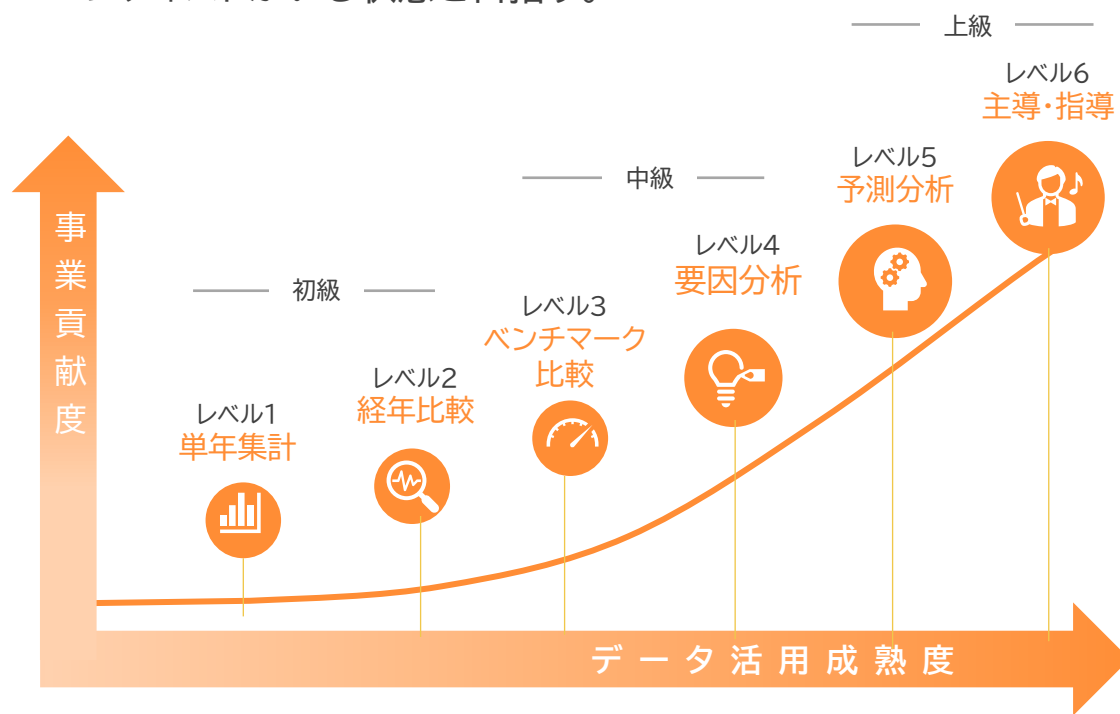 上級
レベル6
主導・指導
レベル5
予測分析
中級
レベル4
要因分析
初級
レベル3
ベンチマーク
比較
レベル2
経年比較
レベル1
単年集計
事業貢献度
データ活用成熟度